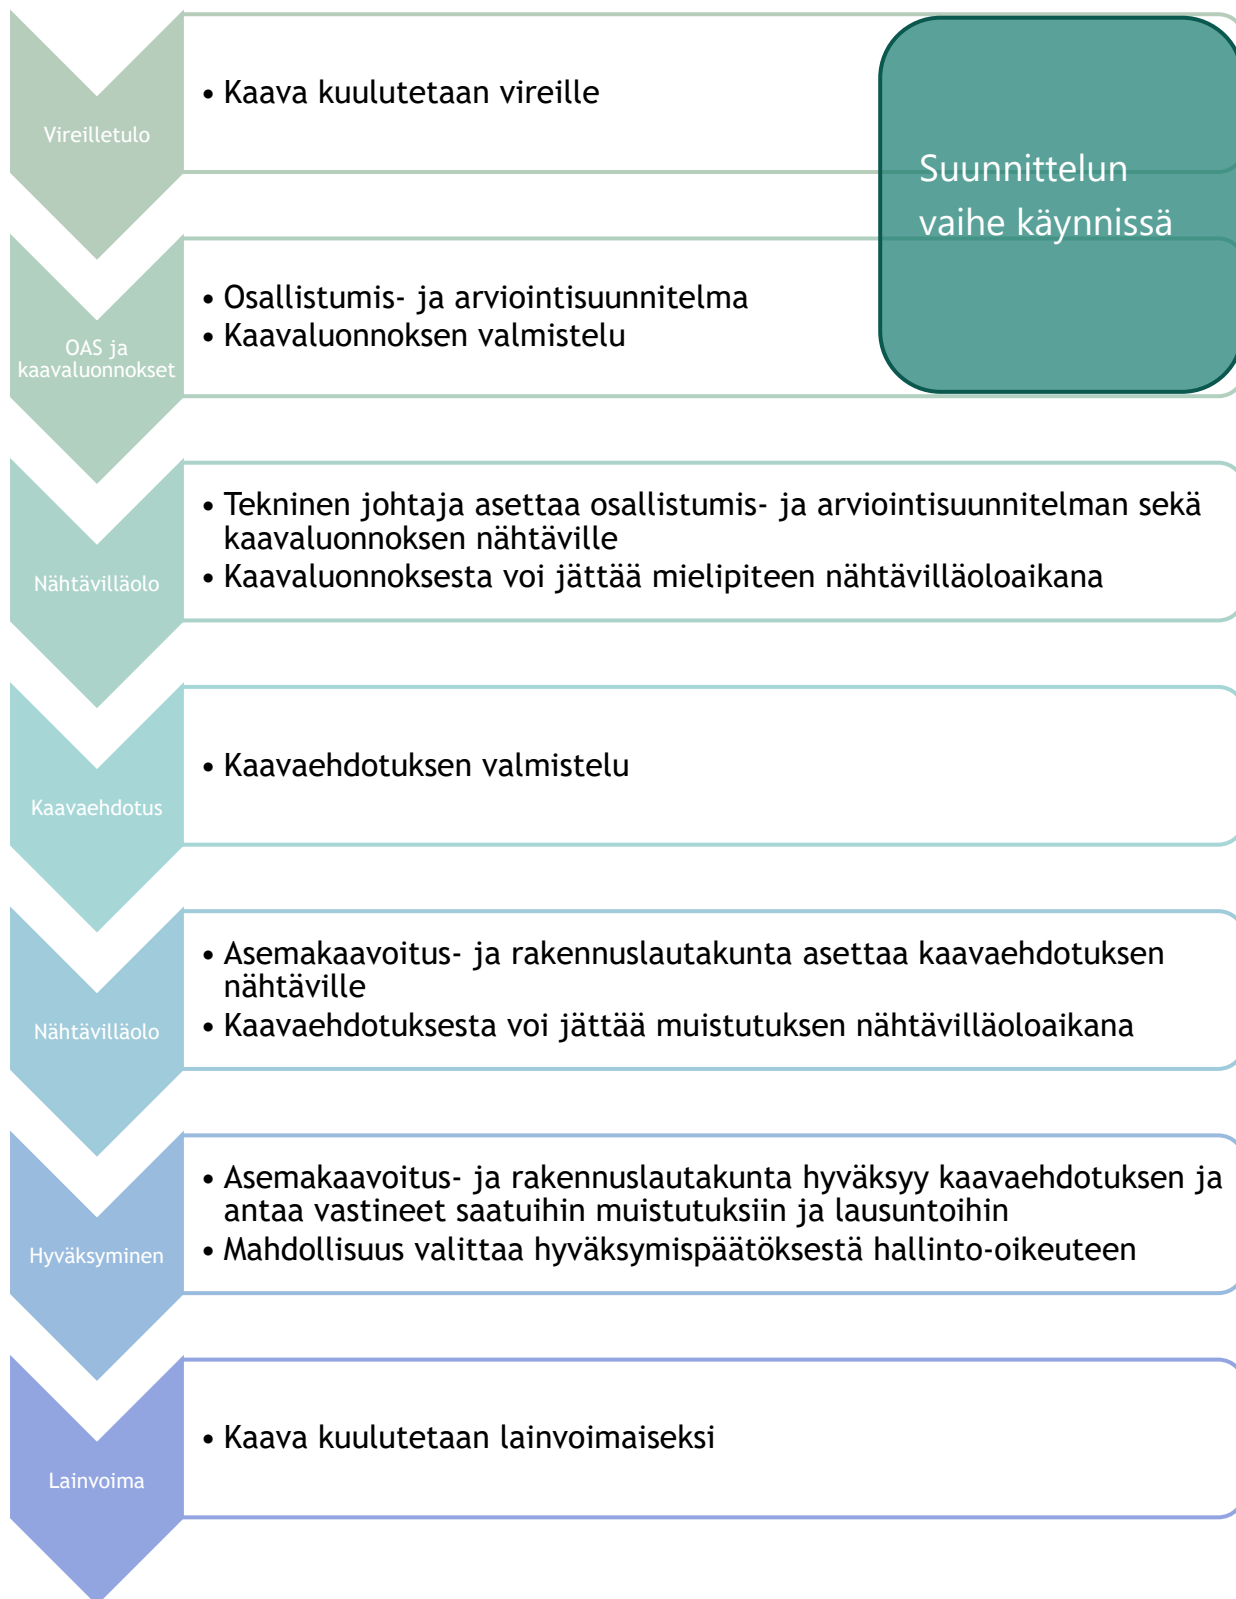 Vireilletulo
• Kaava kuulutetaan vireille
Suunnittelun
vaihe käynnissä
OAS ja
kaavaluonnokset
• Osallistumis- ja arviointisuunnitelma
• Kaavaluonnoksen valmistelu
Nähtävilläolo
• Tekninen johtaja asettaa osallistumis- ja arviointisuunnitelman sekä
kaavaluonnoksen nähtäville
• Kaavaluonnoksesta voi jättää mielipiteen nähtävilläoloaikana
Kaavaehdotus
• Kaavaehdotuksen valmistelu
Nähtävilläolo
• Asemakaavoitus- ja rakennuslautakunta asettaa kaavaehdotuksen
nähtäville
• Kaavaehdotuksesta voi jättää muistutuksen nähtävilläoloaikana
Hyväksyminen
• Asemakaavoitus- ja rakennuslautakunta hyväksyy kaavaehdotuksen ja
antaa vastineet saatuihin muistutuksiin ja lausuntoihin
• Mahdollisuus valittaa hyväksymispäätöksestä hallinto-oikeuteen
Lainvoima
• Kaava kuulutetaan lainvoimaiseksi